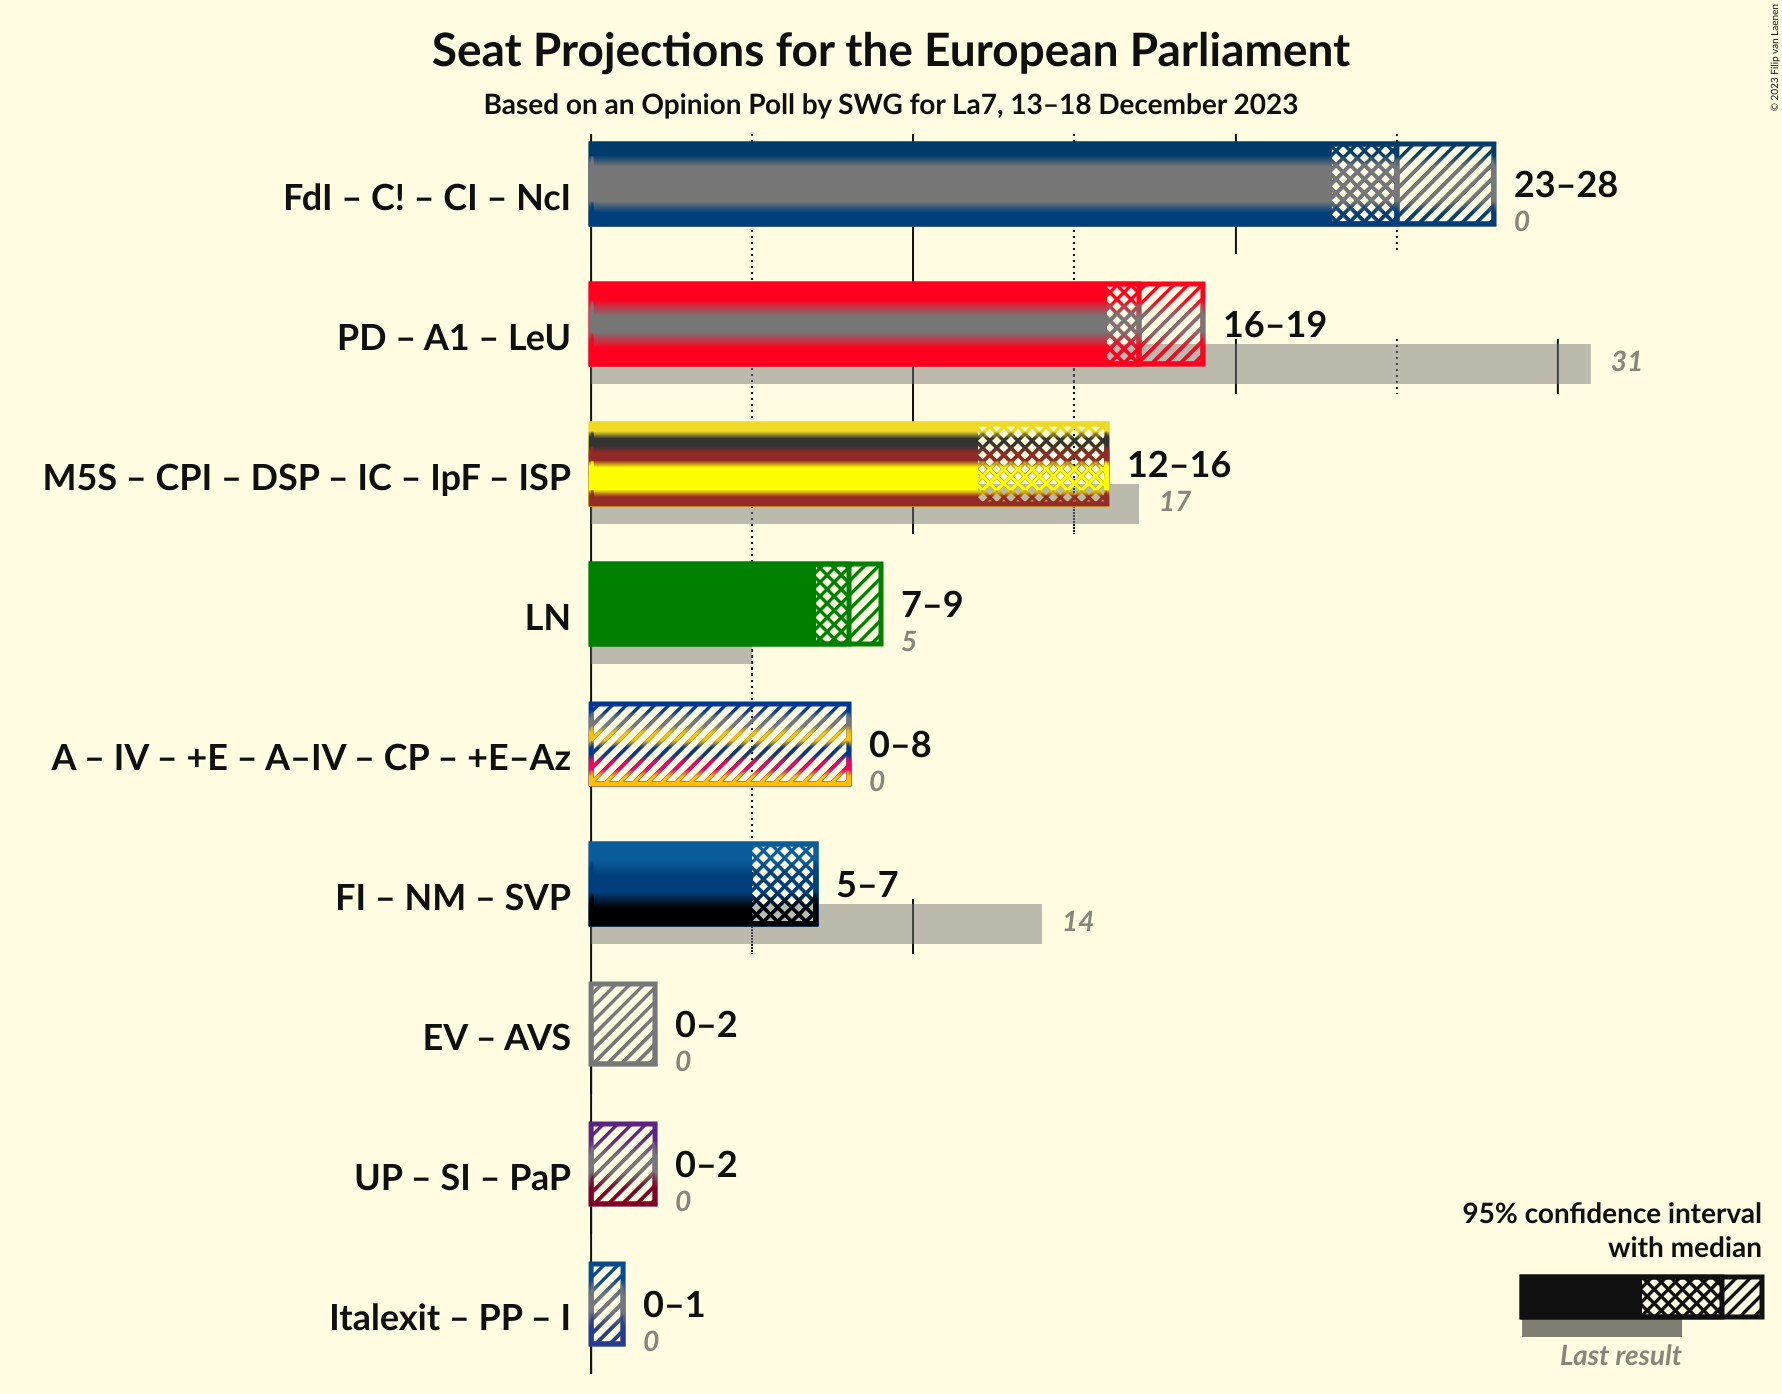 Seat Projections for the European Parliament
Based on an Opinion Poll by SWG for La7, 13–18 December 2023
© 2023 Filip van Laenen
FdI – C! – CI – NcI
23–28
0
PD – A1 – LeU
16–19
31
M5S – CPI – DSP – IC – IpF – ISP
12–16
17
LN
7–9
5
A – IV – +E – A–IV – CP – +E–Az
0–8
0
FI – NM – SVP
5–7
14
EV – AVS
0–2
0
UP – SI – PaP
0–2
0
Italexit – PP – I
0–1
0
95% confidence interval
with median
Last result